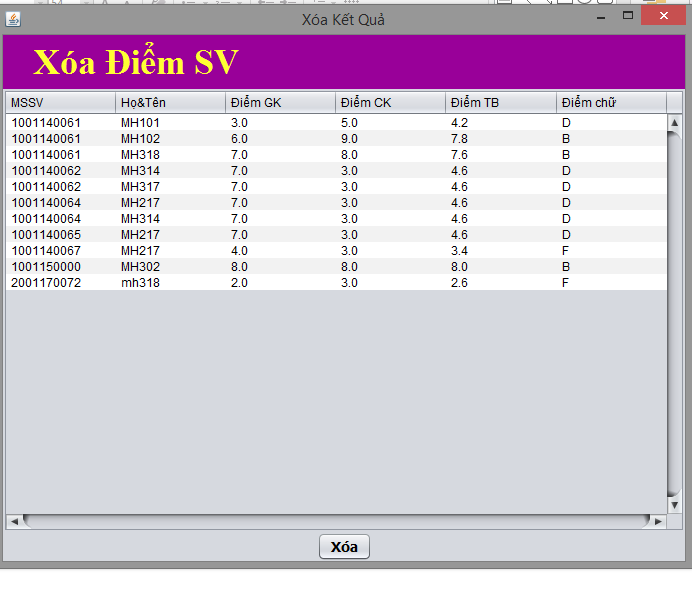 Xóa Kết Quả
Xóa Điểm SV
MSSV Họ&Tên Điểm GK Điểm CK Điểm TB Điểm chữ
1001140061 MH101 3.0 5.0 4.2 D
1001140061 MH102 6.0 9.0 7.8 B
1001140061 MH318 7.0 8.0 7.6 B
1001140062 MH314 7.0 3.0 4.6 D
1001140062 MH317 7.0 3.0 4.6 D
1001140064 MH217 7.0 3.0 4.6 D
1001140064 MH314 7.0 3.0 4.6 D
1001140065 MH217 7.0 3.0 4.6 D
1001140067 MH217 4.0 3.0 3.4 F
1001150000 MH302 8.0 8.0 8.0 B
2001170072 mh318 2.0 3.0 2.6 F
Xóa